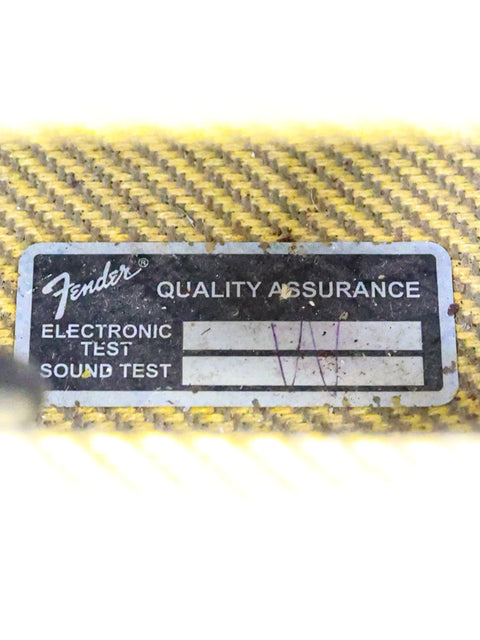 Fender®
QUALITY ASSURANCE
ELECTRONIC
TEST
SOUND TEST